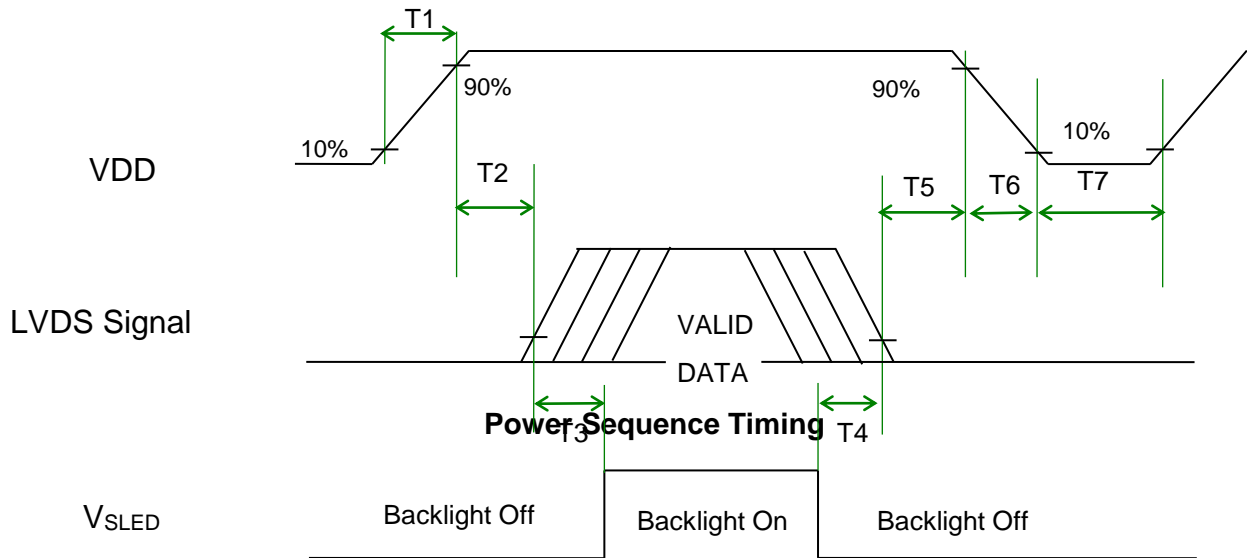 T1
90%
90%
10%
10%
VDD
T2
T5
T6
T7
LVDS Signal
VALID
DATA
Power Sequence Timing
T3
T4
VSLED
Backlight Off
Backlight On
Backlight Off